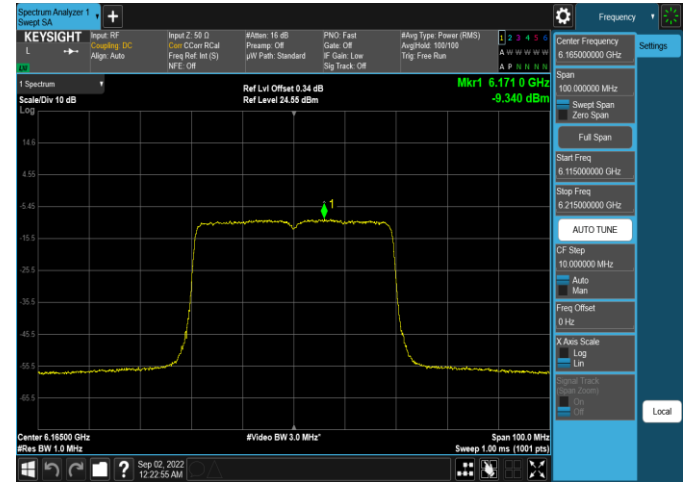 Spectrum Analyzer 1
Swept SA
+
Frequency
KEYSIGHT
Input: RF
Coupling: DC
Align: Auto
Input Z: 50 Ω
Corr CCorr RCal
Freq Ref: Int (S)
NFE: Off
#Atten: 16 dB
Preamp: Off
µW Path: Standard
PNO: Fast
Gate: Off
IF Gain: Low
Sig Track: Off
#Avg Type: Power (RMS)
Avg|Hold: 100/100
Trig: Free Run
1 2 3 4 5 6
A W W W W W
A P N N N N
L
1 Spectrum
Scale/Div 10 dB
Log
Ref Lvl Offset 0.34 dB
Ref Level 24.55 dBm
Mkr1 6.171 0 GHz
-9.340 dBm
14.6
4.55
-5.45
-15.5
-25.5
-35.5
-45.5
-55.5
-65.5
1
Center 6.16500 GHz
#Res BW 1.0 MHz
#Video BW 3.0 MHz*
Span 100.0 MHz
Sweep 1.00 ms (1001 pts)
Sep 02, 2022
12:22:55 AM
?
Center Frequency
6.165000000 GHz
Span
100.000000 MHz
Swept Span
Zero Span
Full Span
Start Freq
6.115000000 GHz
Stop Freq
6.215000000 GHz
AUTO TUNE
CF Step
10.000000 MHz
Auto
Man
Freq Offset
0 Hz
X Axis Scale
Log
Lin
Signal Track
(Span Zoom)
On
Off
Settings
Local